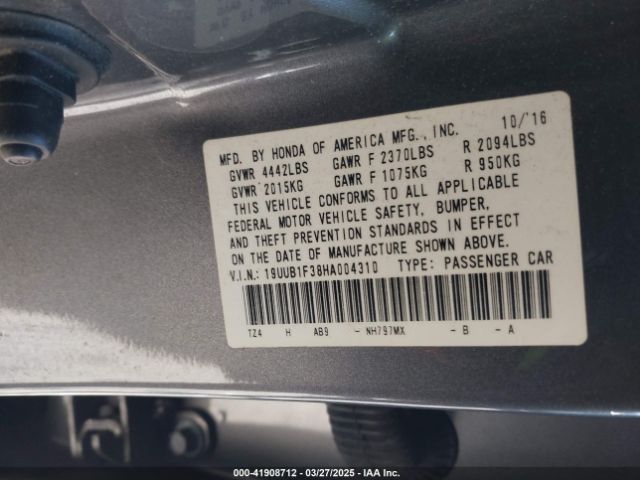 MFD. BY HONDA OF AMERICA MFG., INC. 10/'16
GVWR 4442LBS GAWR F 2370LBS R 2094LBS
GVWR 2015KG GAWR F 1075KG R 950KG
THIS VEHICLE CONFORMS TO ALL APPLICABLE
FEDERAL MOTOR VEHICLE SAFETY, BUMPER,
AND THEFT PREVENTION STANDARDS IN EFFECT
ON THE DATE OF MANUFACTURE SHOWN ABOVE.
V.I.N.: 19UUB1F38HA004310 TYPE: PASSENGER CAR
TZ4 H AB9 - NH797MX - B - A
000-41908712 - 03/27/2025 - IAA Inc.